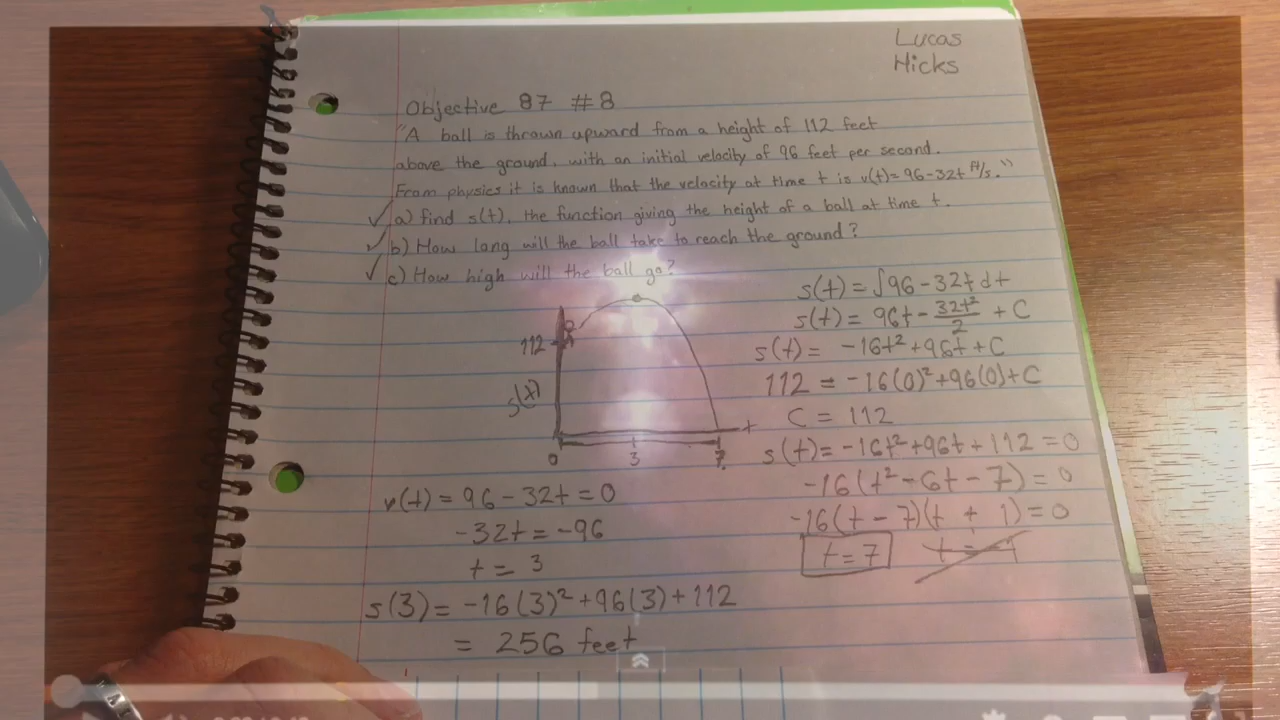 Lucas
Hicks
Objective 87 #8
"A ball is thrown upward from a height of 112 feet
above the ground, with an initial velocity of 96 feet per second.
From physics it is known that the velocity at time t is v(t)=96-32t ft/s."
a) find s(t), the function giving the height of a ball at time t.
b) How long will the ball take to reach the ground?
c) How high will the ball go?
s(t) = ∫96-32t dt
s(t) = 96t - 32t²/2 + C
s(t) = -16t² + 96t + C
112 = -16(0)² + 96(0) + C
C = 112
s(t) = -16t² + 96t + 112 = 0
-16(t² - 6t - 7) = 0
-16(t - 7)(t + 1) = 0
t = 7 t = -1
112
s(t)
t
0 3 7
v(t) = 96 - 32t = 0
-32t = -96
t = 3
s(3) = -16(3)² + 96(3) + 112
= 256 feet